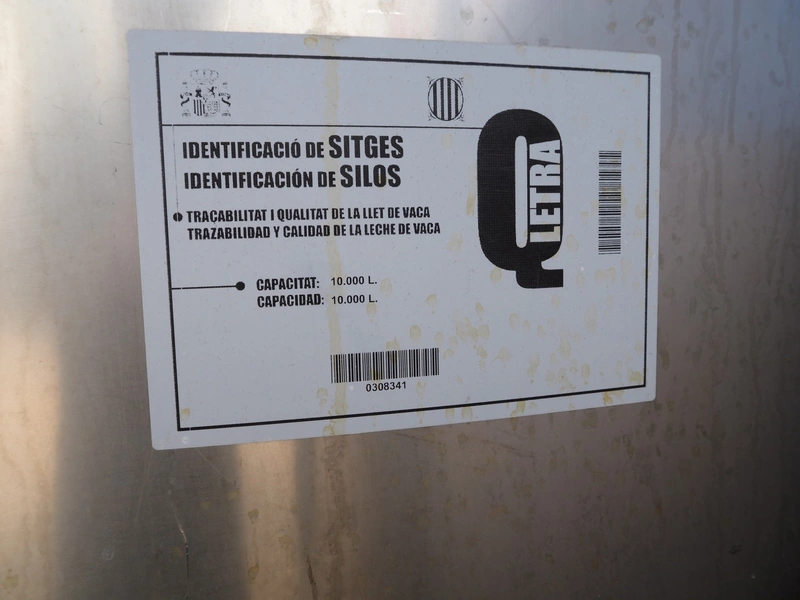 IDENTIFICACIÓ DE SITGES
IDENTIFICACIÓN DE SILOS
TRAÇABILITAT I QUALITAT DE LA LLET DE VACA
TRAZABILIDAD Y CALIDAD DE LA LECHE DE VACA
LETRA Q
CAPACITAT: 10.000 L.
CAPACIDAD: 10.000 L.
0308341